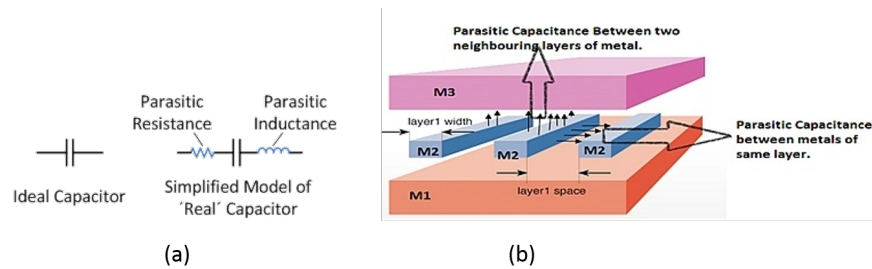 Parasitic
Resistance
Parasitic
Inductance
Ideal Capacitor
Simplified Model of
´Real´ Capacitor
(a)
Parasitic Capacitance Between two
neighbouring layers of metal.
M3
layer1 width
M2
M2
M2
Parasitic Capacitance
between metals of
same layer.
layer1 space
M1
(b)